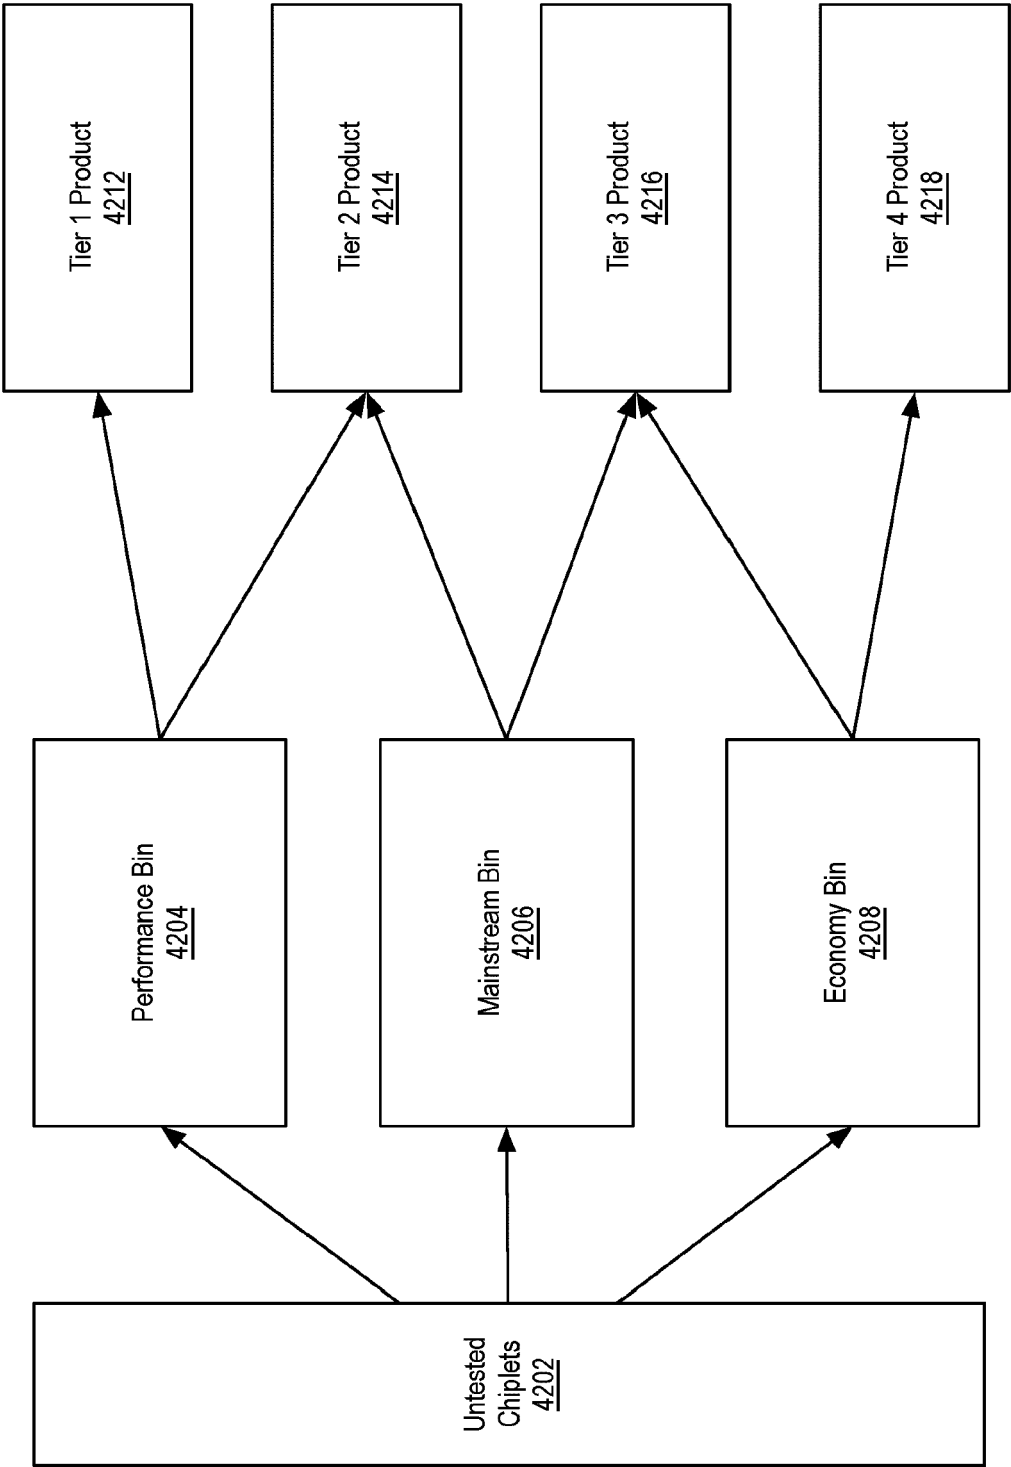 Untested
Chiplets
4202
Performance Bin
4204
Mainstream Bin
4206
Economy Bin
4208
Tier 1 Product
4212
Tier 2 Product
4214
Tier 3 Product
4216
Tier 4 Product
4218